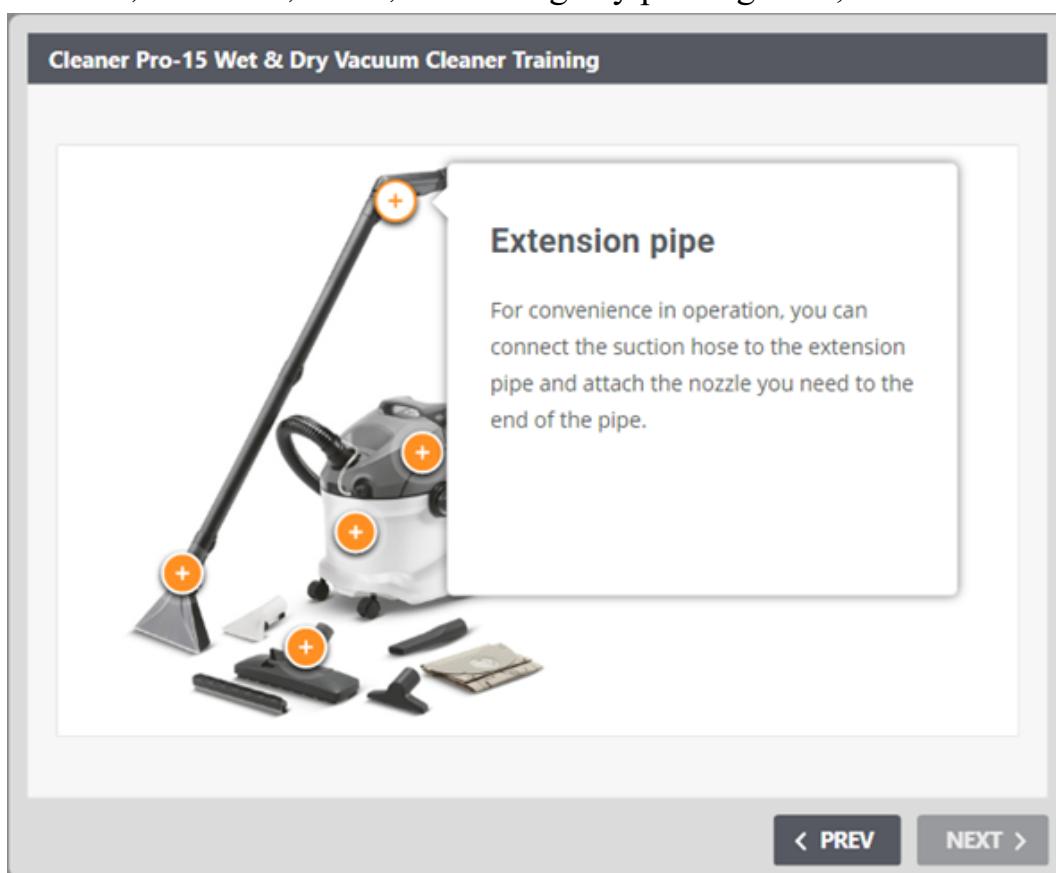 Cleaner Pro-15 Wet & Dry Vacuum Cleaner Training
Extension pipe
For convenience in operation, you can
connect the suction hose to the extension
pipe and attach the nozzle you need to the
end of the pipe.
< PREV
NEXT >